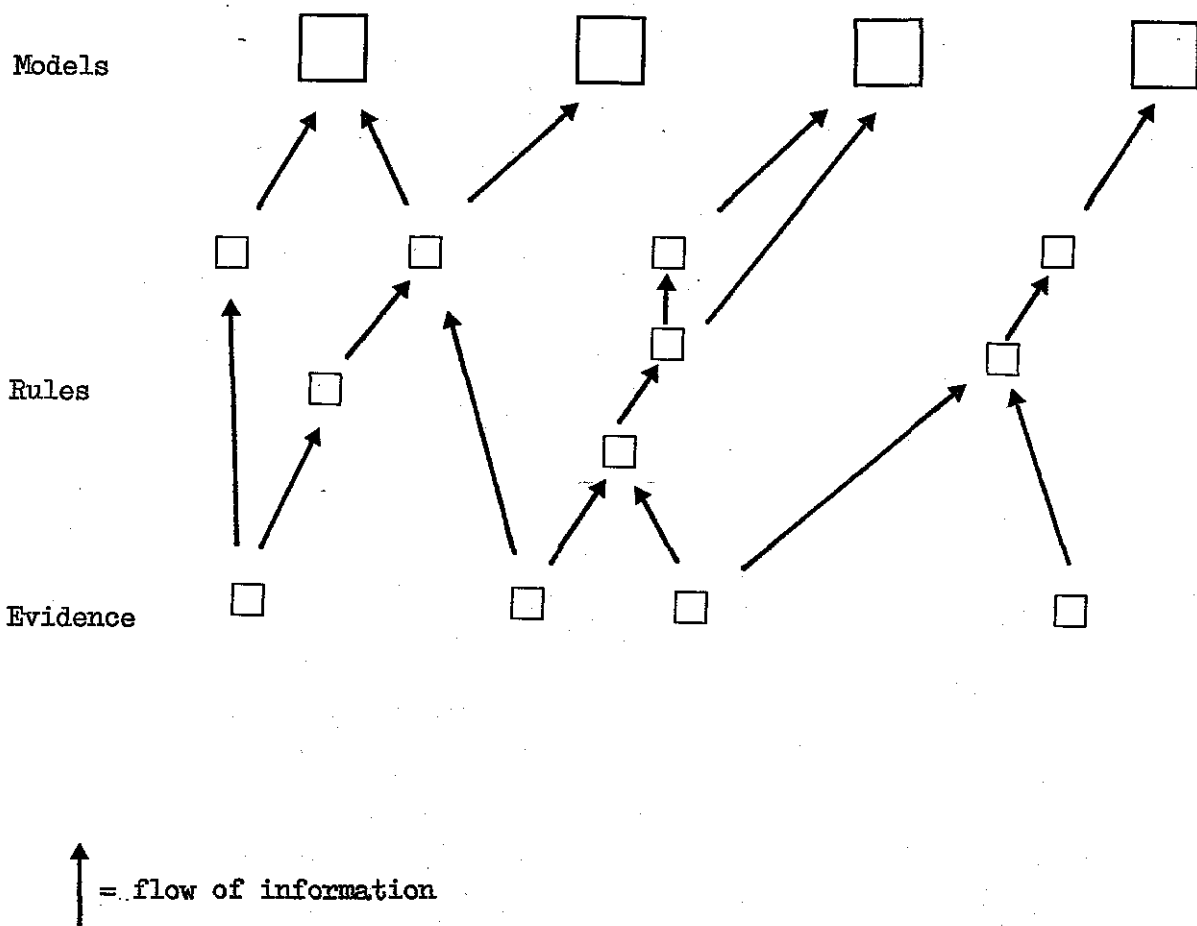 Models
Rules
Evidence
= flow of information